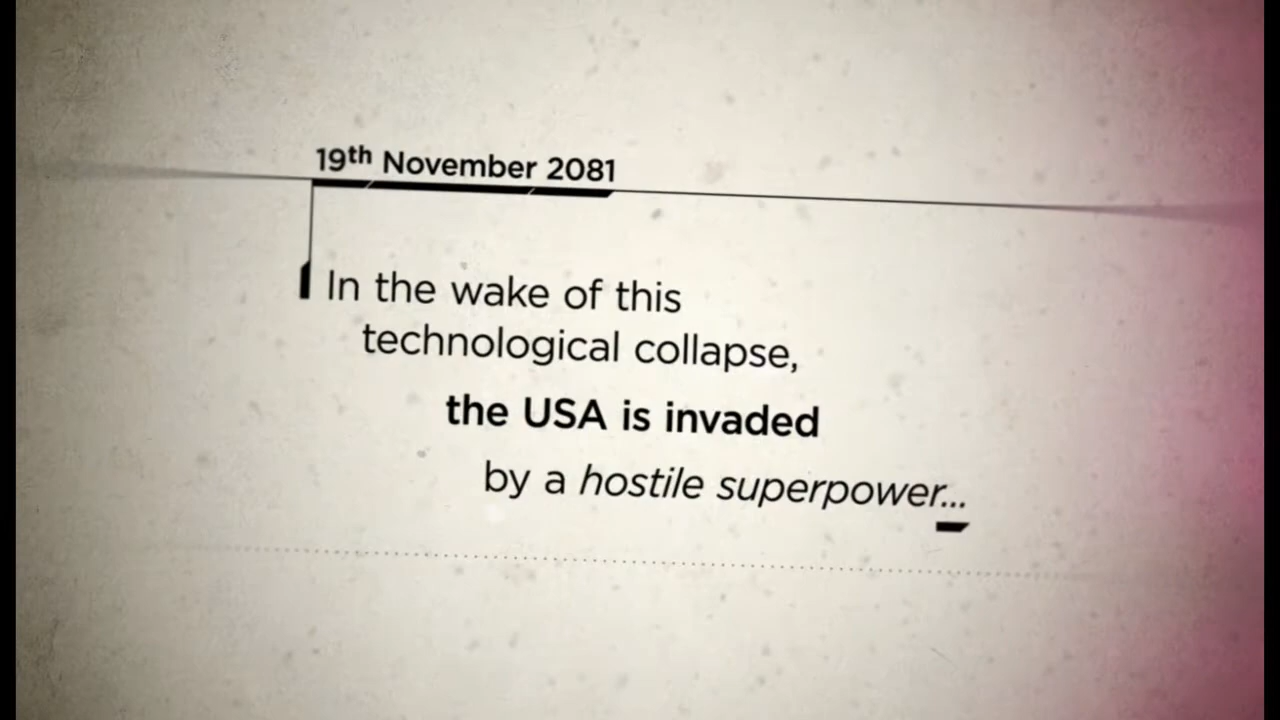 19th November 2081
In the wake of this
technological collapse,
the USA is invaded
by a hostile superpower...